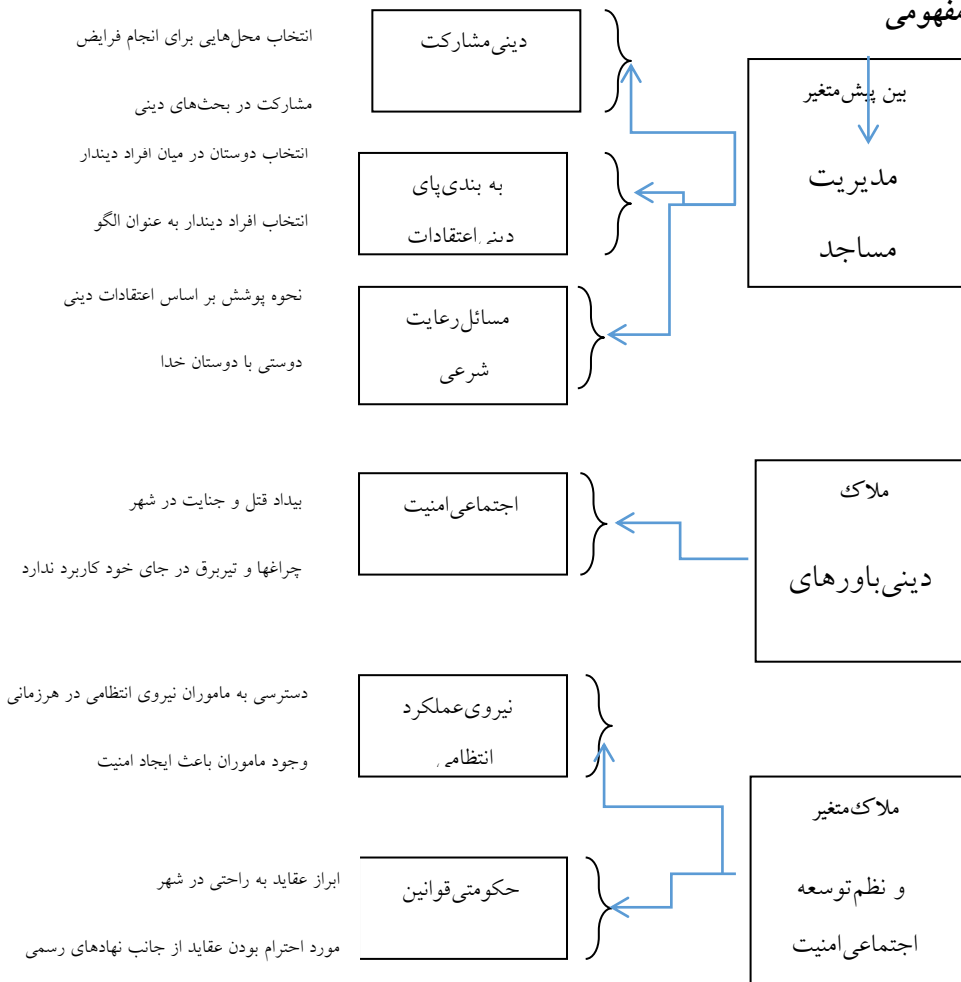 مفهومی
بین پیش‌متغیر
مدیریت
مساجد
دینی‌مشارکت
انتخاب محل‌هایی برای انجام فرایض
مشارکت در بحث‌های دینی
به بندی‌پای
دینی‌اعتقادات
انتخاب دوستان در میان افراد دیندار
انتخاب افراد دیندار به عنوان الگو
مسائل‌رعایت
شرعی
نحوه پوشش بر اساس اعتقادات دینی
دوستی با دوستان خدا
ملاک
دینی‌باورهای
اجتماعی‌امنیت
بیداد قتل و جنایت در شهر
چراغها و تیربرق در جای خود کاربرد ندارد
ملاک‌متغیر
و نظم‌توسعه
اجتماعی‌امنیت
نیروی‌عملکرد
انتظامی
دسترسی به ماموران نیروی انتظامی در هرزمانی
وجود ماموران باعث ایجاد امنیت
حکومتی‌قوانین
ابراز عقاید به راحتی در شهر
مورد احترام بودن عقاید از جانب نهادهای رسمی